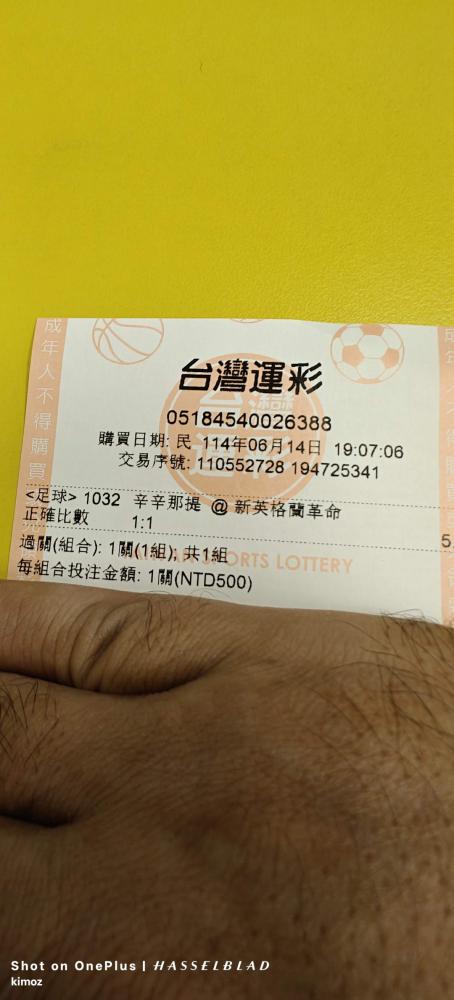 成年人不得購買
台灣運彩
05184540026388
購買日期: 民 114年06月14日 19:07:06
交易序號: 110552728 194725341
<足球> 1032 辛辛那提 @ 新英格蘭革命
正確比數 1:1 5.
過關(組合): 1關(1組); 共1組
SPORTS LOTTERY
每組合投注金額: 1關(NTD500)
Shot on OnePlus | HASSELBLAD
kimoz